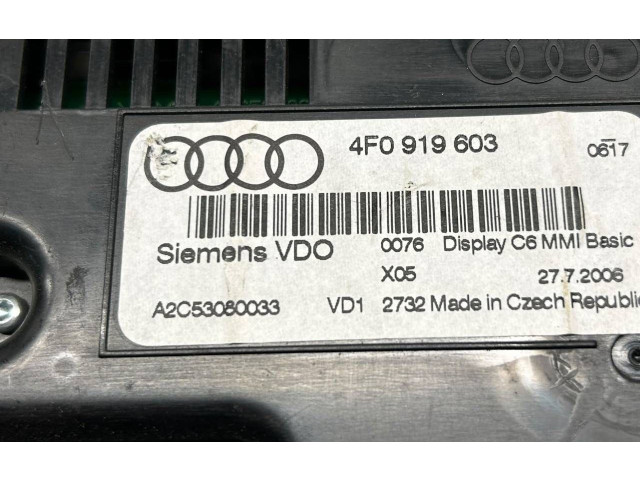 4F0 919 603 0617
Siemens VDO 0076 Display C6 MMI Basic
X05 27.7.2006
A2C53080033 VD1 2732 Made in Czech Republic